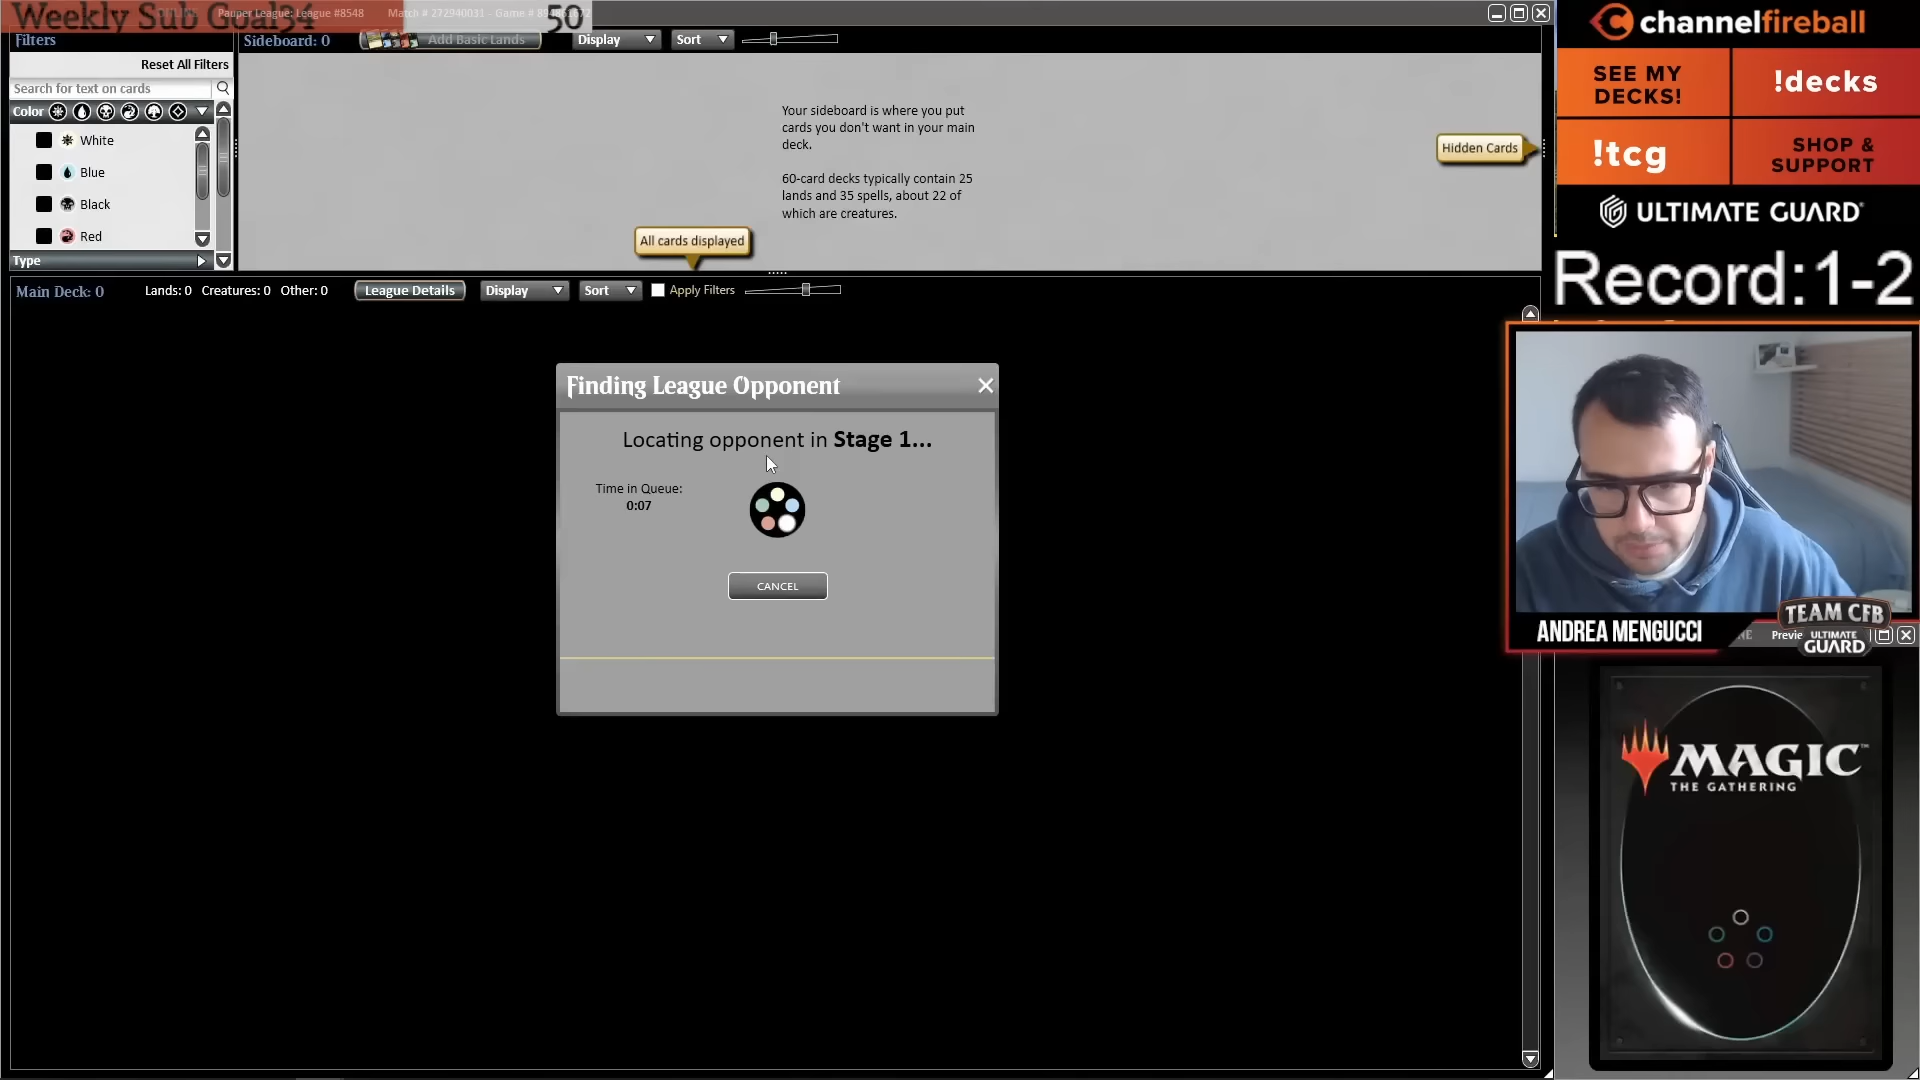 Weekly Sub Goal34
50
Pauper League: League #8548
Match # 272940031 - Game #
Filters
Sideboard: 0
Add Basic Lands
Display
Sort
Reset All Filters
Search for text on cards
Color
White
Blue
Black
Red
Type
Your sideboard is where you put
cards you don't want in your main
deck.
60-card decks typically contain 25
lands and 35 spells, about 22 of
which are creatures.
Hidden Cards
All cards displayed
Main Deck: 0
Lands: 0 Creatures: 0 Other: 0
League Details
Display
Sort
Apply Filters
Finding League Opponent
Locating opponent in Stage 1...
Time in Queue:
0:07
CANCEL
channelfireball
SEE MY
DECKS!
!decks
!tcg
SHOP &
SUPPORT
ULTIMATE GUARD
Record:1-2
ANDREA MENGUCCI
TEAM CFB
ULTIMATE
GUARD
Previe
MAGIC™
THE GATHERING